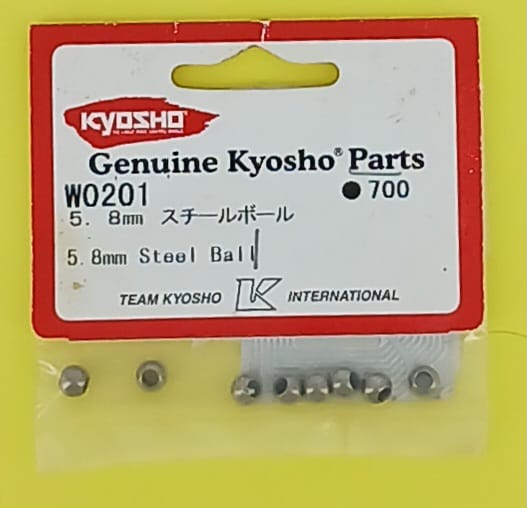 KYOSHO
Genuine Kyosho® Parts
W0201 ●700
5. 8mm スチールボール
5.8mm Steel Ball
TEAM KYOSHO K INTERNATIONAL